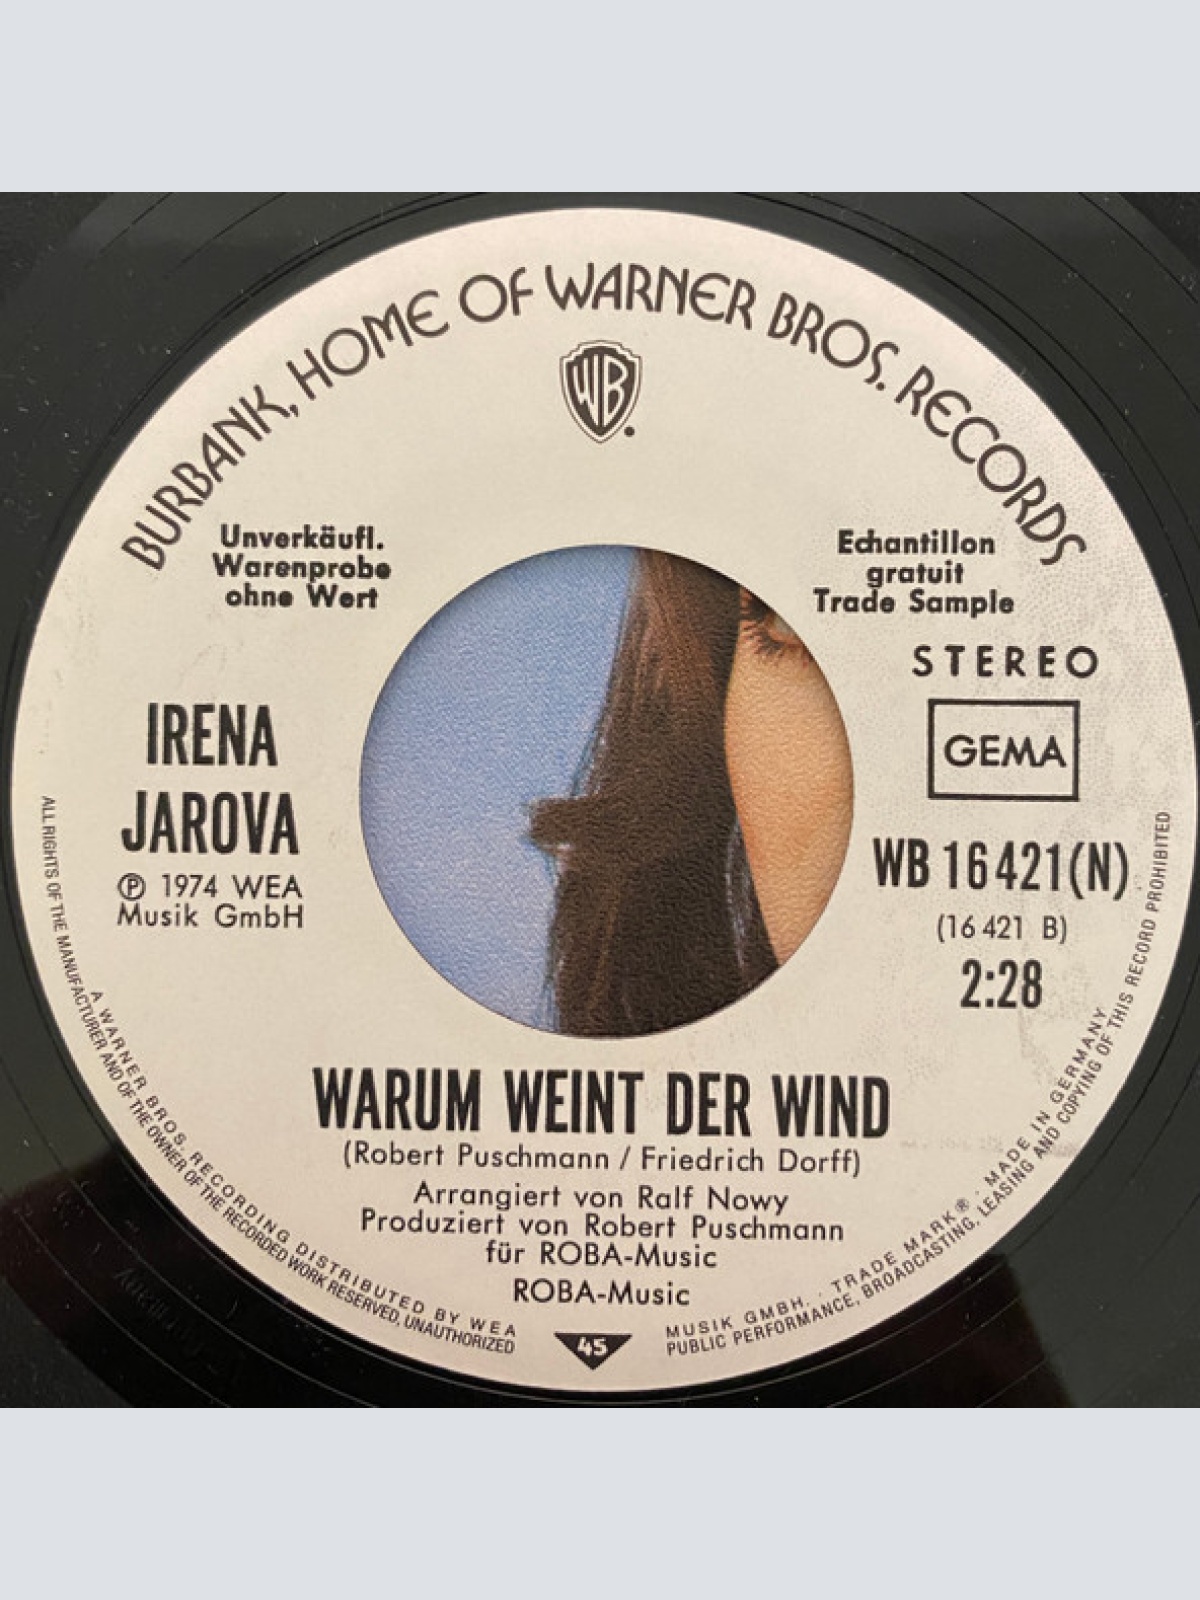 BURBANK, HOME OF WARNER BROS. RECORDS
WB
Unverkäufl.
Warenprobe
ohne Wert
Echantillon
gratuit
Trade Sample
STEREO
GEMA
IRENA
JAROVA
℗ 1974 WEA
Musik GmbH
WB 16 421(N)
(16 421 B)
2:28
WARUM WEINT DER WIND
(Robert Puschmann / Friedrich Dorff)
Arrangiert von Ralf Nowy
Produziert von Robert Puschmann
für ROBA-Music
ROBA-Music
A WARNER BROS. RECORDING DISTRIBUTED BY WEA MUSIK GMBH. · TRADE MARK® · MADE IN GERMANY
ALL RIGHTS OF THE MANUFACTURER AND OF THE OWNER OF THE RECORDED WORK RESERVED, UNAUTHORIZED PUBLIC PERFORMANCE, BROADCASTING, LEASING AND COPYING OF THIS RECORD PROHIBITED
45